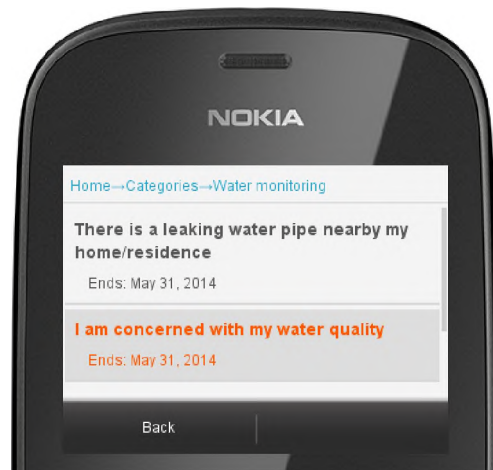 NOKIA
Home→Categories→Water monitoring
There is a leaking water pipe nearby my
home/residence
Ends: May 31, 2014
I am concerned with my water quality
Ends: May 31, 2014
Back